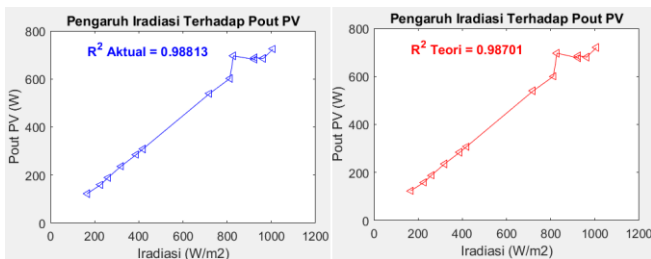 Pengaruh Iradiasi Terhadap Pout PV
R² Aktual = 0.98813
800
600
400
200
0
Pout PV (W)
0 200 400 600 800 1000 1200
Iradiasi (W/m2)
Pengaruh Iradiasi Terhadap Pout PV
R² Teori = 0.98701
800
600
400
200
0
Pout PV (W)
0 200 400 600 800 1000 1200
Iradiasi (W/m2)